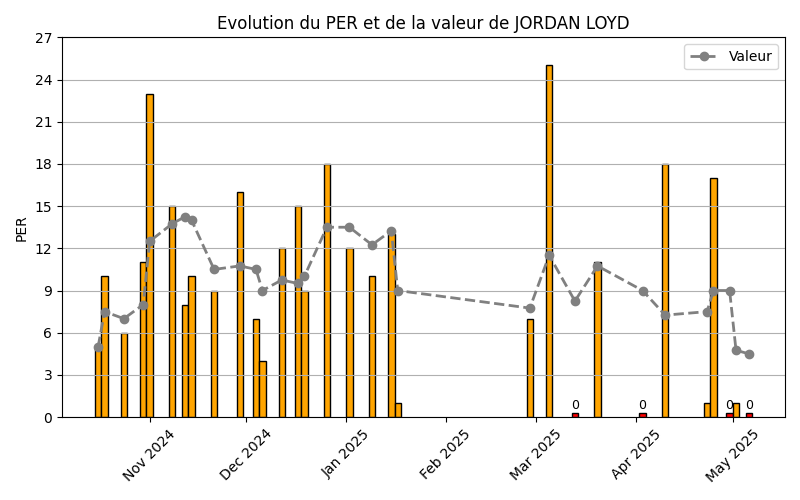 Evolution du PER et de la valeur de JORDAN LOYD
Valeur
PER
27
24
21
18
15
12
9
6
3
0
0
0
0
0
Nov 2024
Dec 2024
Jan 2025
Feb 2025
Mar 2025
Apr 2025
May 2025